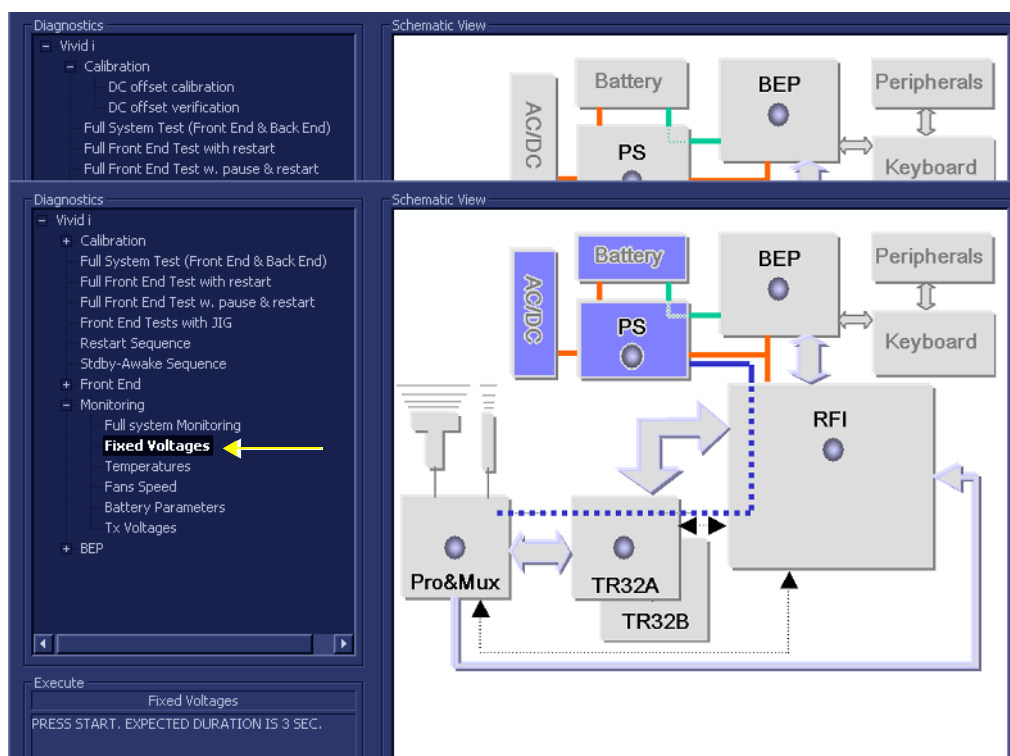 Diagnostics
Vivid i
Calibration
DC offset calibration
DC offset verification
Full System Test (Front End & Back End)
Full Front End Test with restart
Full Front End Test w. pause & restart
Schematic View
Battery
BEP
Peripherals
AC/DC
PS
Keyboard
Diagnostics
Vivid i
Calibration
Full System Test (Front End & Back End)
Full Front End Test with restart
Full Front End Test w. pause & restart
Front End Tests with JIG
Restart Sequence
Stdby-Awake Sequence
Front End
Monitoring
Full system Monitoring
Fixed Voltages
Temperatures
Fans Speed
Battery Parameters
Tx Voltages
BEP
Schematic View
Battery
BEP
Peripherals
AC/DC
PS
Keyboard
RFI
Pro&Mux
TR32A
TR32B
Execute
Fixed Voltages
PRESS START. EXPECTED DURATION IS 3 SEC.